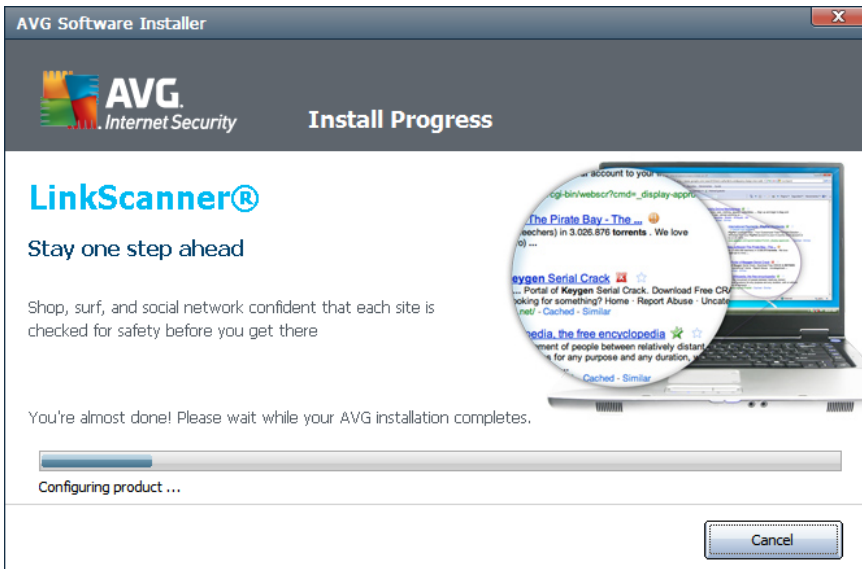 AVG Software Installer
X
AVG.
Internet Security
Install Progress
LinkScanner®
Stay one step ahead
Shop, surf, and social network confident that each site is
checked for safety before you get there
account to your
cgi-bin/webscr?cmd=_display-appro
The Pirate Bay - The ...
eechers) in 3.026.876 torrents . We love
o) ...
eygen Serial Crack
... Portal of Keygen Serial Crack. Download Free CRA
ooking for something? Home · Report Abuse · Uncate
.net/ - Cached - Similar
pedia, the free encyclopedia
ment of people between relatively distant
s for any purpose and any duration, w
Cached - Similar
You're almost done! Please wait while your AVG installation completes.
Configuring product ...
Cancel